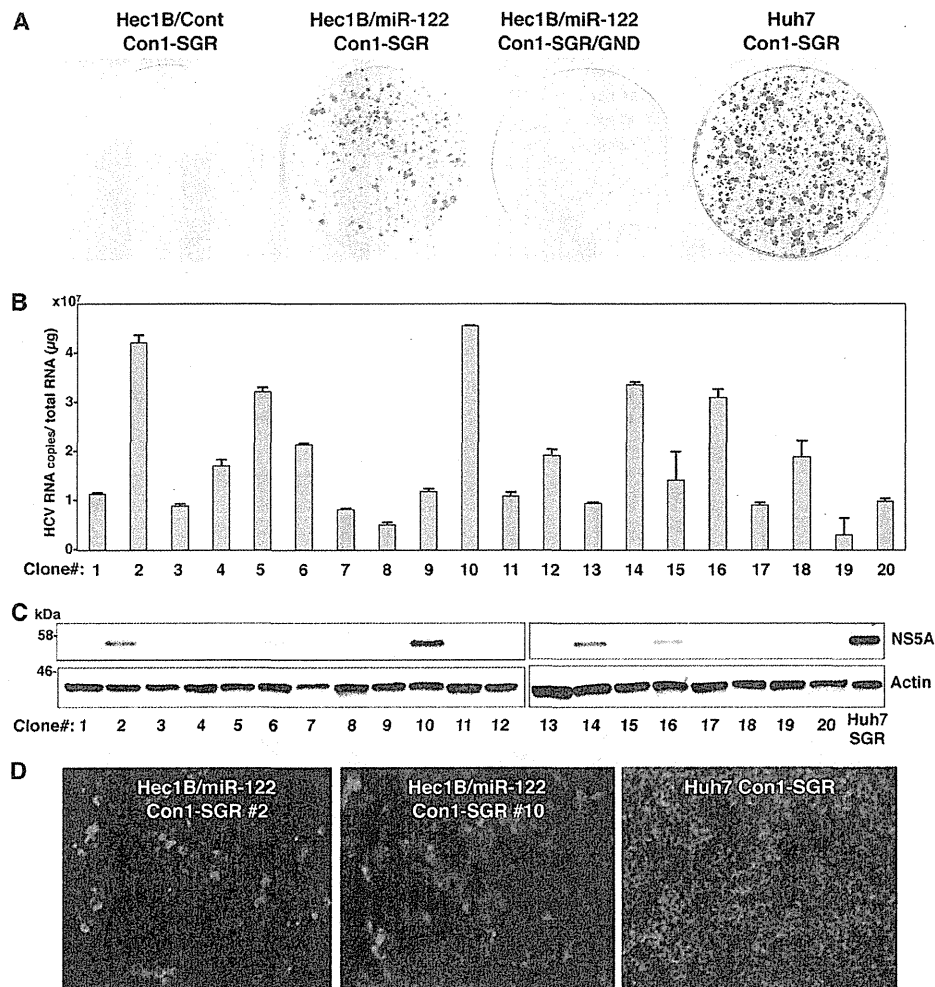 A
Hec1B/Cont
Con1-SGR
Hec1B/miR-122
Con1-SGR
Hec1B/miR-122
Con1-SGR/GND
Huh7
Con1-SGR
B
x10⁷
HCV RNA copies/ total RNA (µg)
4
3
2
1
0
Clone#: 1 2 3 4 5 6 7 8 9 10 11 12 13 14 15 16 17 18 19 20
C
kDa
58
NS5A
46
Actin
Clone#: 1 2 3 4 5 6 7 8 9 10 11 12 13 14 15 16 17 18 19 20 Huh7
SGR
D
Hec1B/miR-122
Con1-SGR #2
Hec1B/miR-122
Con1-SGR #10
Huh7 Con1-SGR